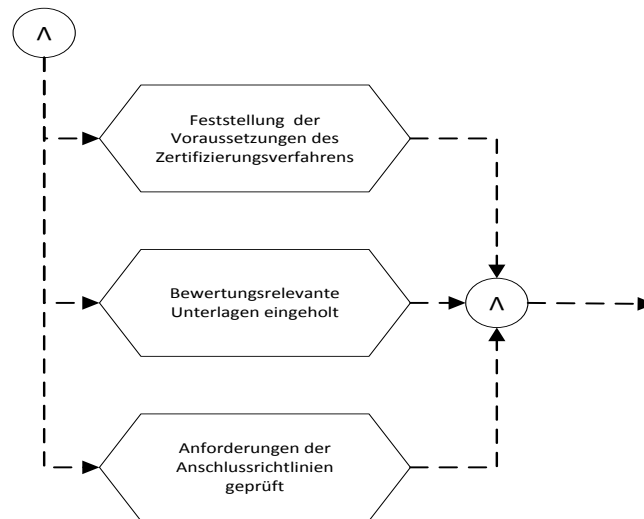 ∧
Feststellung der
Voraussetzungen des
Zertifizierungsverfahrens
Bewertungsrelevante
Unterlagen eingeholt
∧
Anforderungen der
Anschlussrichtlinien
geprüft